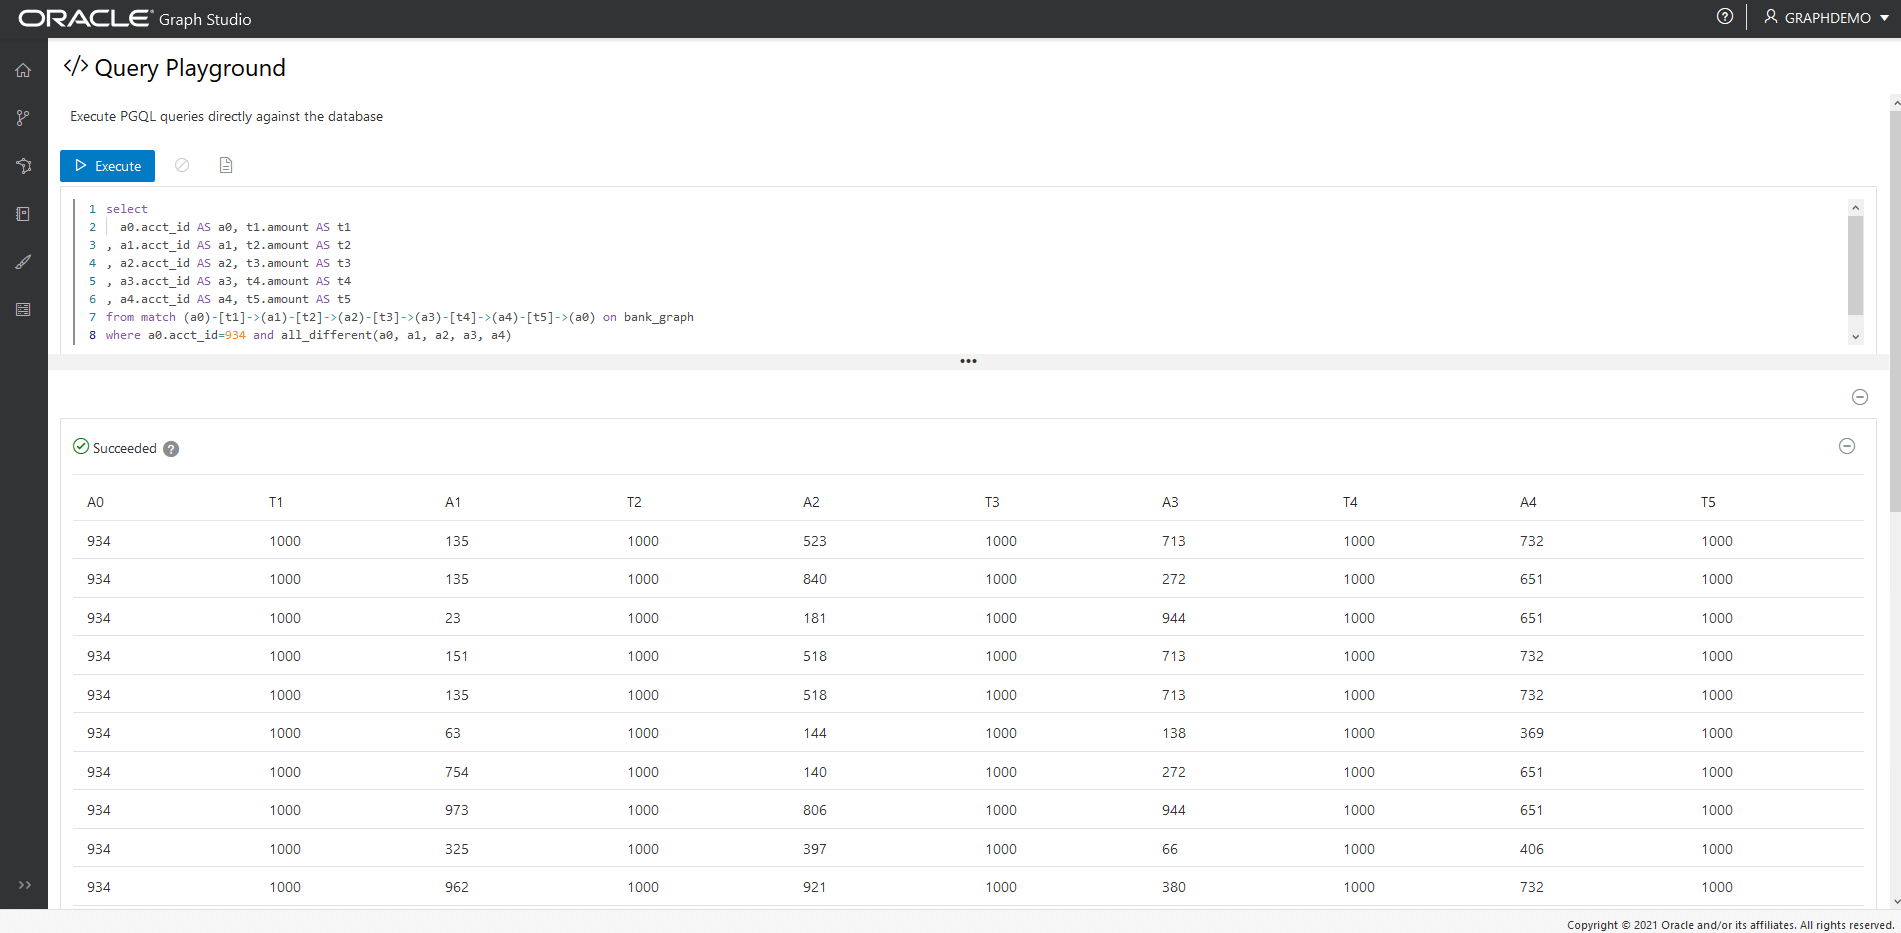 ORACLE Graph Studio
GRAPHDEMO
</> Query Playground
Execute PGQL queries directly against the database
Execute
1 select
2 a0.acct_id AS a0, t1.amount AS t1
3 , a1.acct_id AS a1, t2.amount AS t2
4 , a2.acct_id AS a2, t3.amount AS t3
5 , a3.acct_id AS a3, t4.amount AS t4
6 , a4.acct_id AS a4, t5.amount AS t5
7 from match (a0)-[t1]->(a1)-[t2]->(a2)-[t3]->(a3)-[t4]->(a4)-[t5]->(a0) on bank_graph
8 where a0.acct_id=934 and all_different(a0, a1, a2, a3, a4)
Succeeded ?
A0 T1 A1 T2 A2 T3 A3 T4 A4 T5
934 1000 135 1000 523 1000 713 1000 732 1000
934 1000 135 1000 840 1000 272 1000 651 1000
934 1000 23 1000 181 1000 944 1000 651 1000
934 1000 151 1000 518 1000 713 1000 732 1000
934 1000 135 1000 518 1000 713 1000 732 1000
934 1000 63 1000 144 1000 138 1000 369 1000
934 1000 754 1000 140 1000 272 1000 651 1000
934 1000 973 1000 806 1000 944 1000 651 1000
934 1000 325 1000 397 1000 66 1000 406 1000
934 1000 962 1000 921 1000 380 1000 732 1000
Copyright © 2021 Oracle and/or its affiliates. All rights reserved.